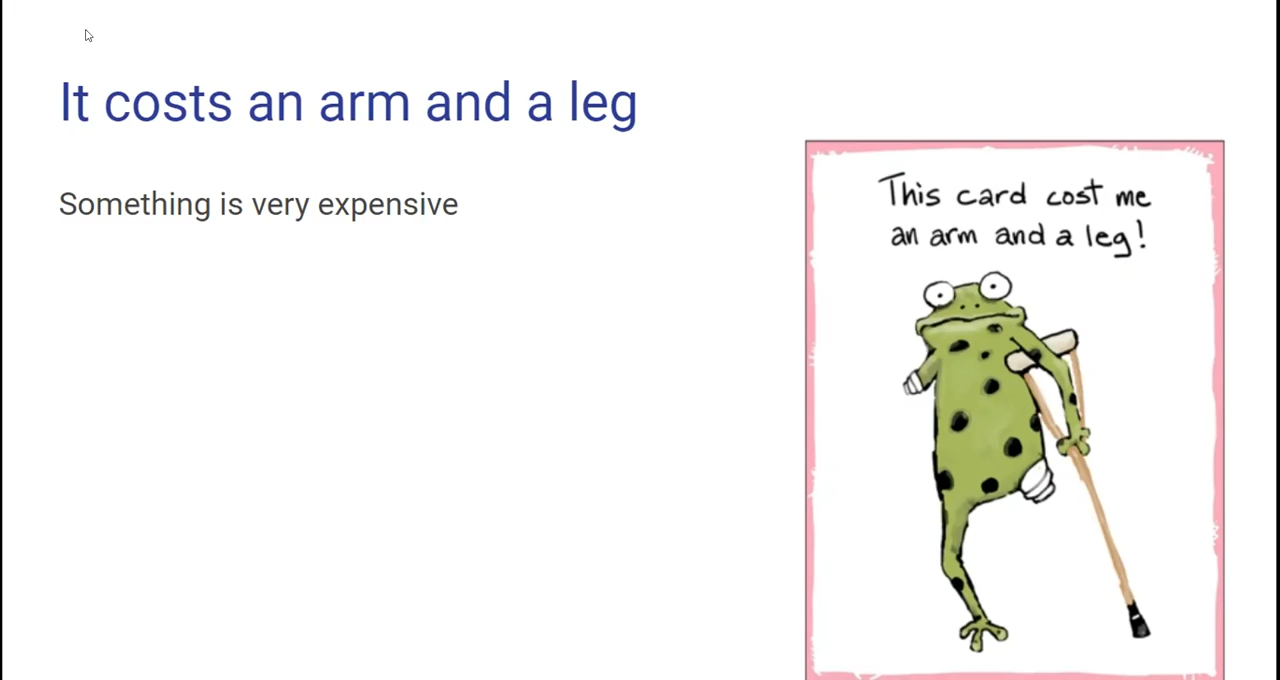 It costs an arm and a leg
Something is very expensive
This card cost me
an arm and a leg!